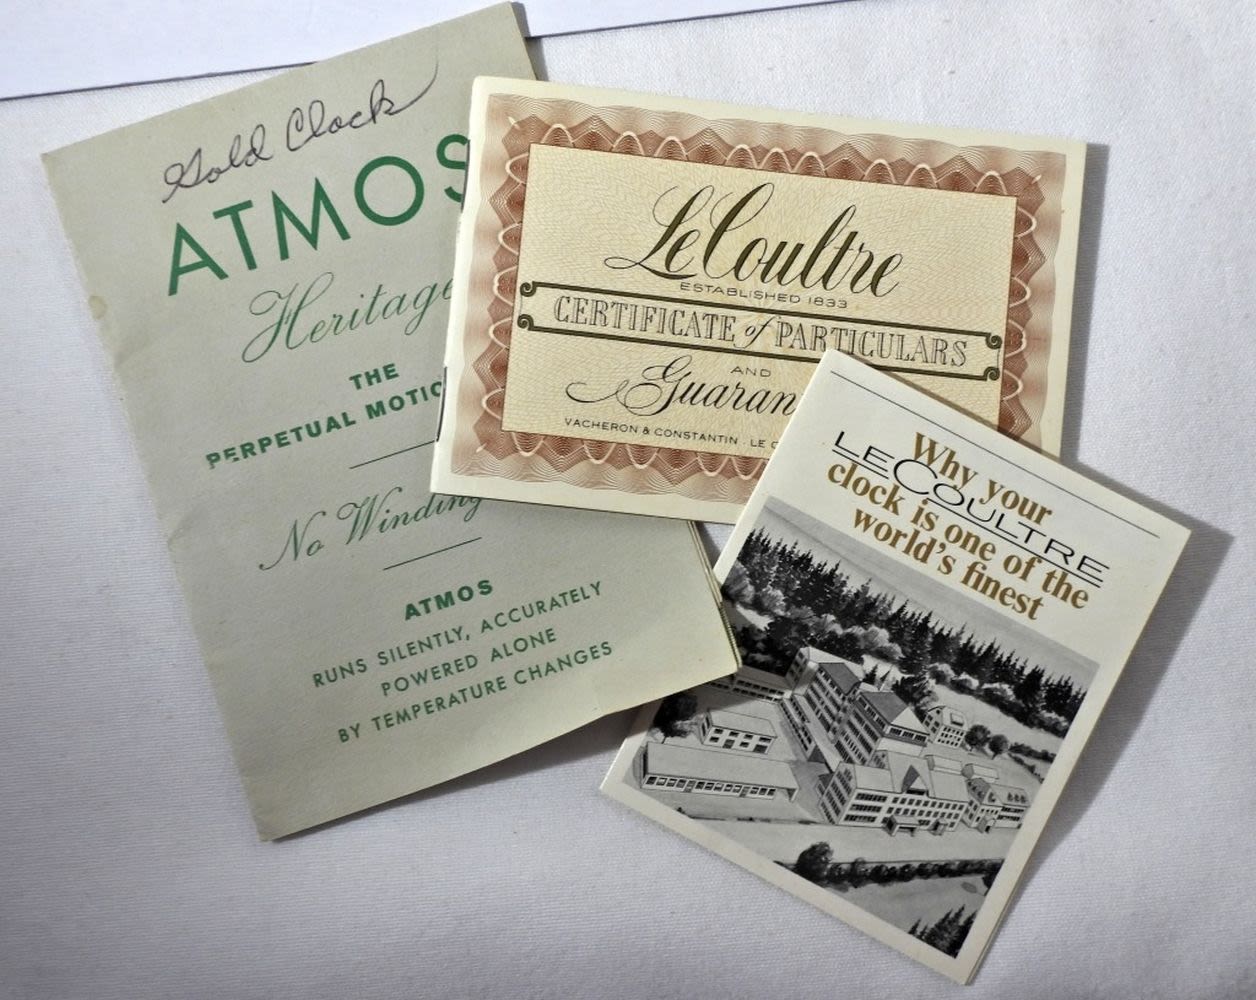 Gold Clock
ATMOS
Heritage
THE
PERPETUAL
No Winding
ATMOS
RUNS SILENTLY, ACCURATELY
POWERED ALONE
BY TEMPERATURE CHANGES
LeCoultre
ESTABLISHED 1833
CERTIFICATE of PARTICULARS
AND
VACHERON & CONSTANTIN - LE
Why your
LECOULTRE
clock is one of the
world's finest